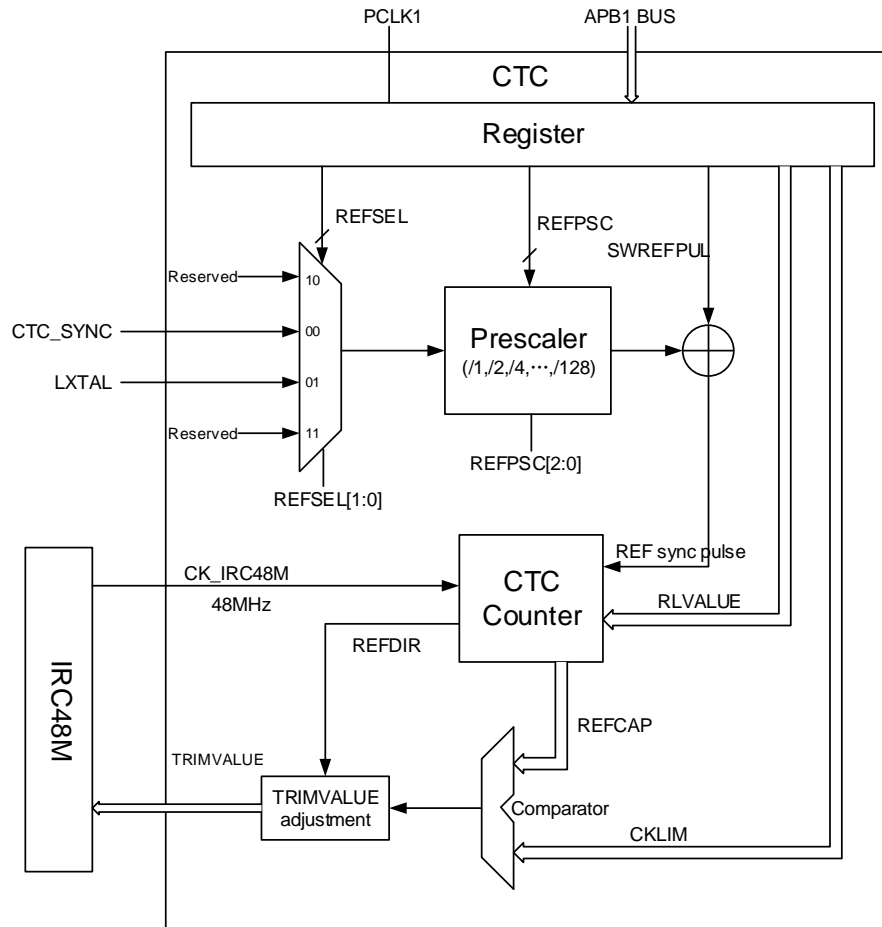 PCLK1
APB1 BUS
CTC
Register
REFSEL
REFPSC
SWREFPUL
Reserved
10
CTC_SYNC
00
LXTAL
01
Reserved
11
Prescaler
(/1,/2,/4,⋯,/128)
REFSEL[1:0]
REFPSC[2:0]
REF sync pulse
CK_IRC48M
48MHz
CTC
Counter
RLVALUE
REFDIR
IRC48M
REFCAP
TRIMVALUE
TRIMVALUE
adjustment
Comparator
CKLIM